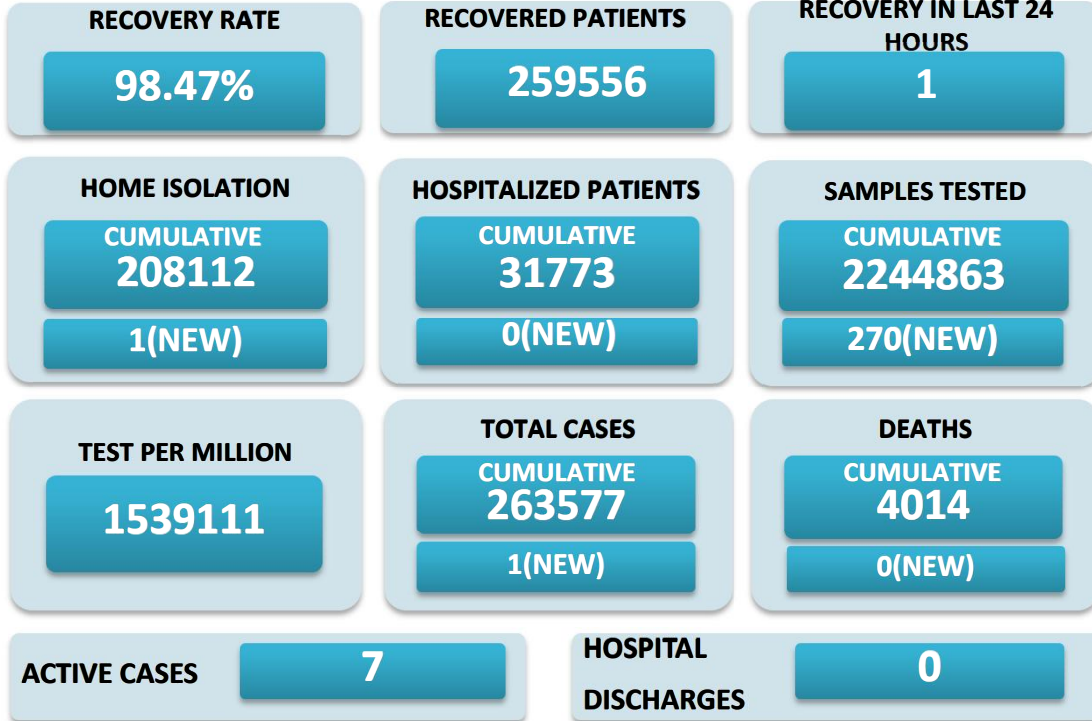 RECOVERY RATE
98.47%
RECOVERED PATIENTS
259556
RECOVERY IN LAST 24
HOURS
1
HOME ISOLATION
CUMULATIVE
208112
1(NEW)
HOSPITALIZED PATIENTS
CUMULATIVE
31773
0(NEW)
SAMPLES TESTED
CUMULATIVE
2244863
270(NEW)
TEST PER MILLION
1539111
TOTAL CASES
CUMULATIVE
263577
1(NEW)
DEATHS
CUMULATIVE
4014
0(NEW)
ACTIVE CASES
7
HOSPITAL
DISCHARGES
0